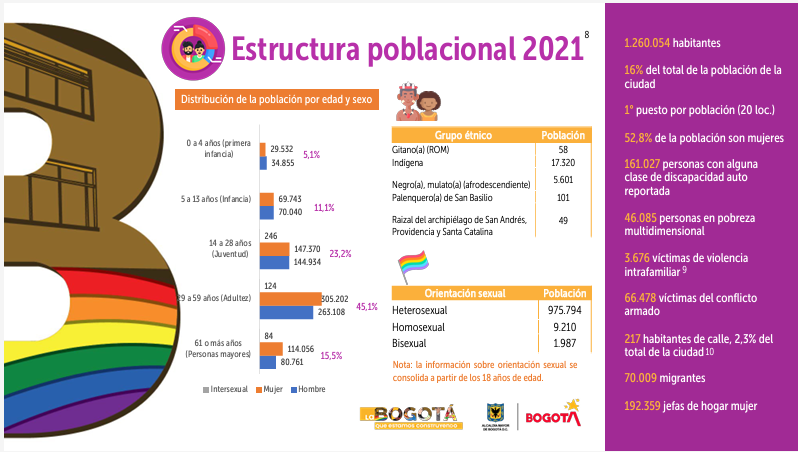 Estructura poblacional 2021 8
Distribución de la población por edad y sexo
0 a 4 años (primera
infancia)
29.532
34.855
5,1%
5 a 13 años (Infancia)
69.743
70.040
11,1%
14 a 28 años
(Juventud)
246
147.370
144.934
23,2%
29 a 59 años (Adultez)
124
305.202
263.108
45,1%
61 o más años
(Personas mayores)
84
114.056
80.761
15,5%
Intersexual Mujer Hombre
Grupo étnico Población
Gitano(a) (ROM) 58
Indígena 17.320
Negro(a), mulato(a) (afrodescendiente) 5.601
Palenquero(a) de San Basilio 101
Raizal del archipiélago de San Andrés,
Providencia y Santa Catalina 49
Orientación sexual Población
Heterosexual 975.794
Homosexual 9.210
Bisexual 1.987
Nota: la información sobre orientación sexual se
consolida a partir de los 18 años de edad.
LA BOGOTÁ
que estamos construyendo
ALCALDÍA MAYOR
DE BOGOTÁ D.C.
BOGOTÁ
1.260.054 habitantes
16% del total de la población de la
ciudad
1° puesto por población (20 loc.)
52,8% de la población son mujeres
161.027 personas con alguna
clase de discapacidad auto
reportada
46.085 personas en pobreza
multidimensional
3.676 víctimas de violencia
intrafamiliar 9
66.478 víctimas del conflicto
armado
217 habitantes de calle, 2,3% del
total de la ciudad 10
70.009 migrantes
192.359 jefas de hogar mujer